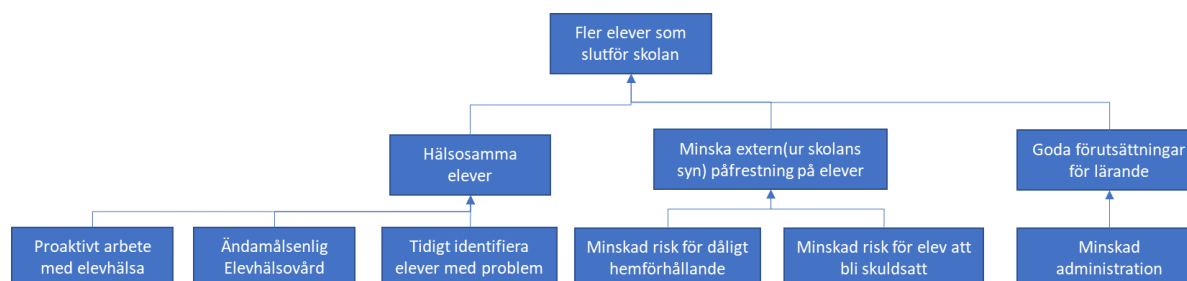 Fler elever som
slutför skolan
Hälsosamma
elever
Minska extern(ur skolans
syn) påfrestning på elever
Goda förutsättningar
för lärande
Proaktivt arbete
med elevhälsa
Ändamålsenlig
Elevhälsovård
Tidigt identifiera
elever med problem
Minskad risk för dåligt
hemförhållande
Minskad risk för elev att
bli skuldsatt
Minskad
administration